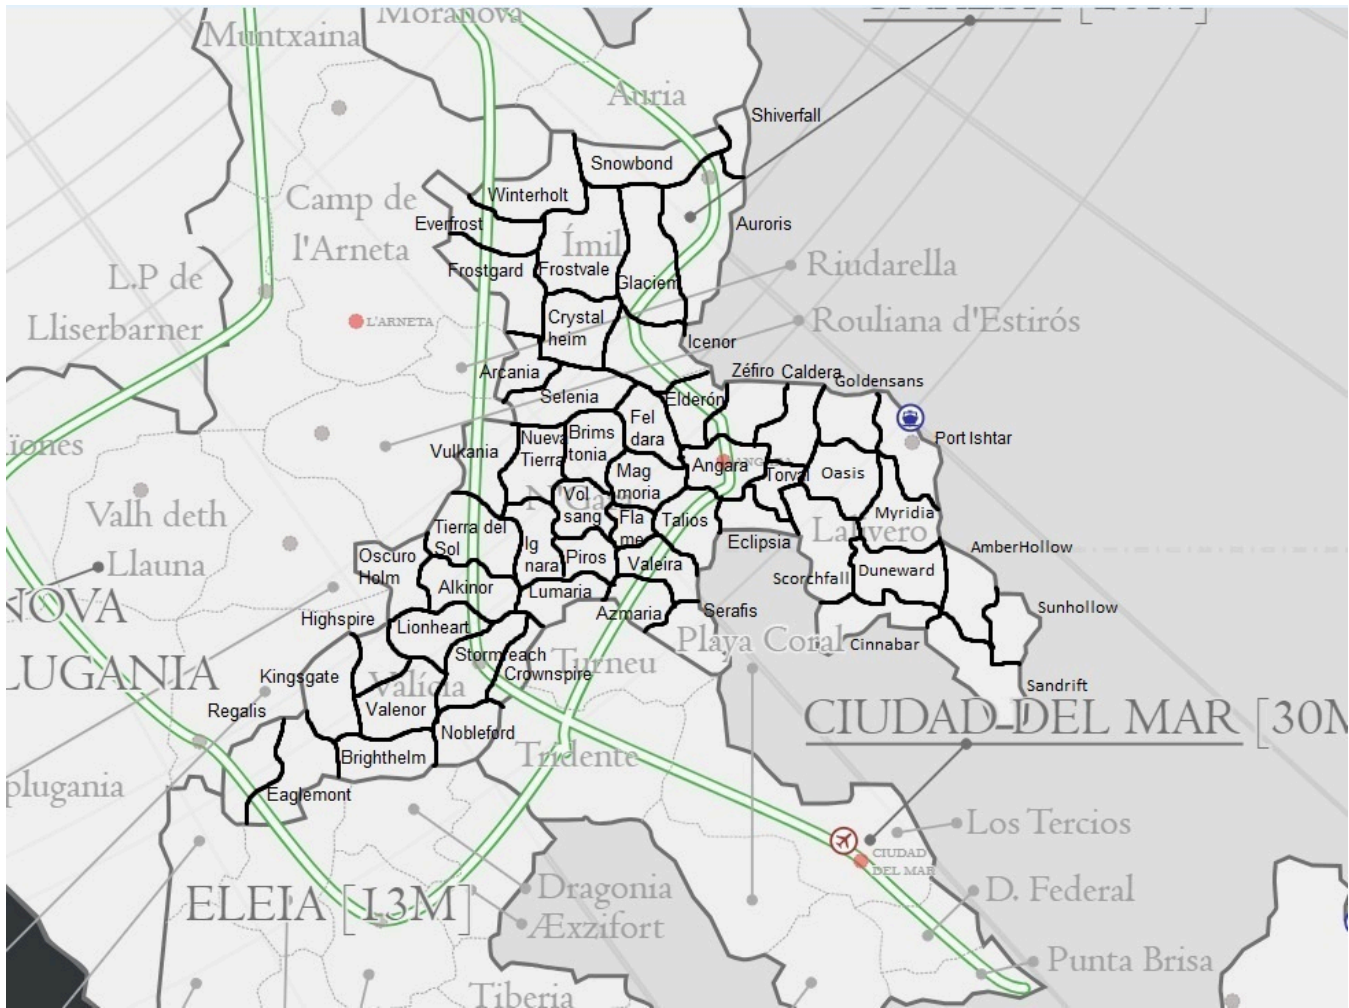 Moranova
Muntxaina
[20M]
Auria
Shiverfall
Snowbond
Winterholt
Camp de
l'Arneta
Everfrost
Auroris
Ímil
Frostgard
Frostvale
Glaciem
Riudarella
L.P de
Lliserbarner
L'ARNETA
Crystal
heim
Rouliana d'Estirós
Icenor
Arcania
Zéfiro
Caldera
Goldensans
Selenia
Elderón
Fel
dara
Brims
tonia
Nueva
Tierra
Vulkania
Port Ishtar
Angara
Mag
moria
Torval
Oasis
N'Gara
Vol
sang
Valh deth
Llauna
Fla
me
Talios
Myridia
Lalivero
Tierra del
Sol
Ig
nara
Piros
Valeira
Eclipsia
AmberHollow
Oscuro
Holm
Alkinor
Lumaria
Scorchfall
Duneward
NOVA
Azmaria
Serafis
Sunhollow
Highspire
Lionheart
Playa Coral
Cinnabar
LUGANIA
Kingsgate
Stormreach
Turneu
Crownspire
Valícia
Sandrift
Regalis
Valenor
CIUDAD DEL MAR [30M
Nobleford
Brighthelm
Tridente
plugania
Eaglemont
Los Tercios
CIUDAD
DEL MAR
ELEIA [13M]
Dragonia
D. Federal
Æxzifort
Punta Brisa
Tiberia